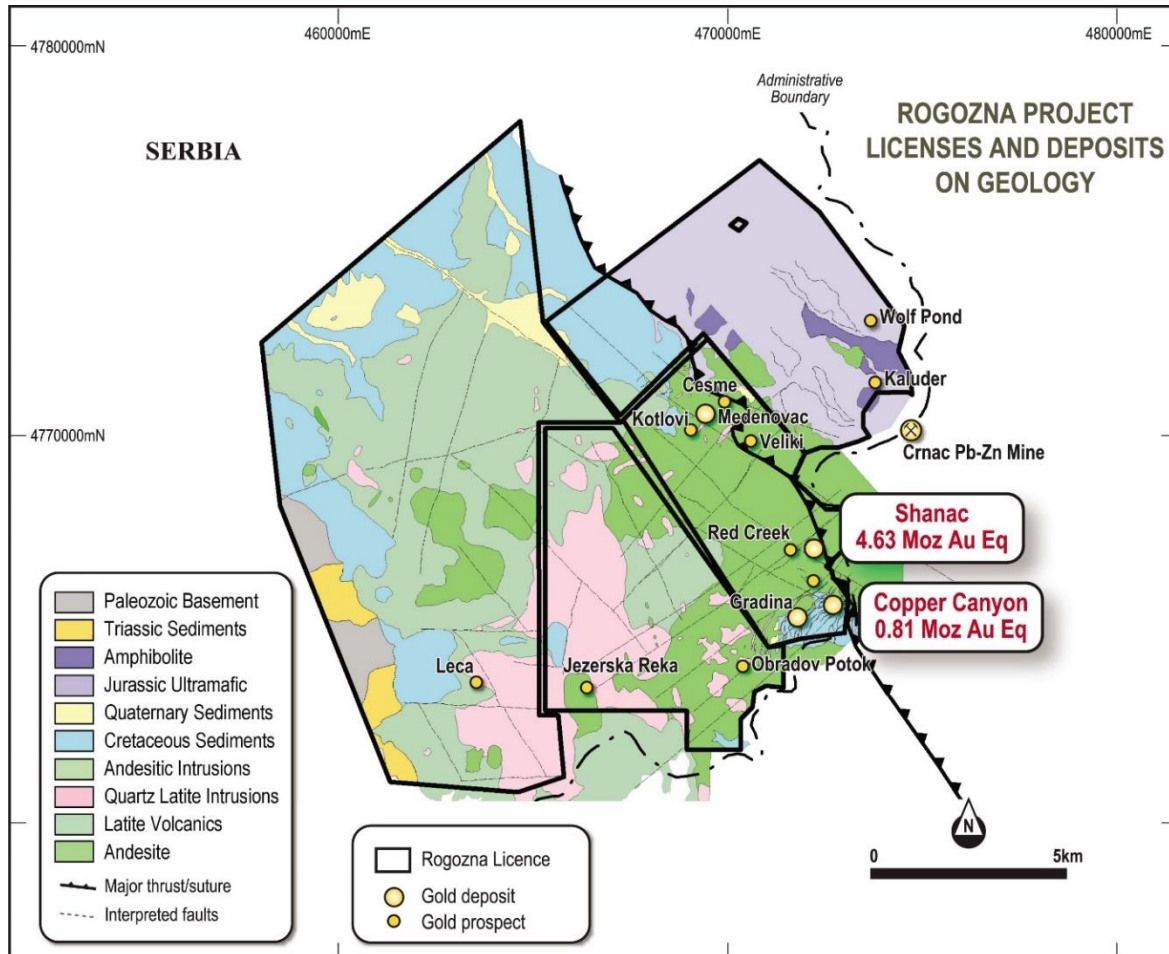 460000mE
470000mE
480000mE
4780000mN
Administrative
Boundary
ROGOZNA PROJECT
LICENSES AND DEPOSITS
ON GEOLOGY
SERBIA
Wolf Pond
Kaluder
Cesme
Kotlovi
Medenovac
Veliki
4770000mN
Crnac Pb-Zn Mine
Shanac
4.63 Moz Au Eq
Red Creek
Gradina
Copper Canyon
0.81 Moz Au Eq
Leca
Jezerska Reka
Obradov Potok
Paleozoic Basement
Triassic Sediments
Amphibolite
Jurassic Ultramafic
Quaternary Sediments
Cretaceous Sediments
Andesitic Intrusions
Quartz Latite Intrusions
Latite Volcanics
Andesite
Major thrust/suture
Interpreted faults
Rogozna Licence
Gold deposit
Gold prospect
N
0 5km